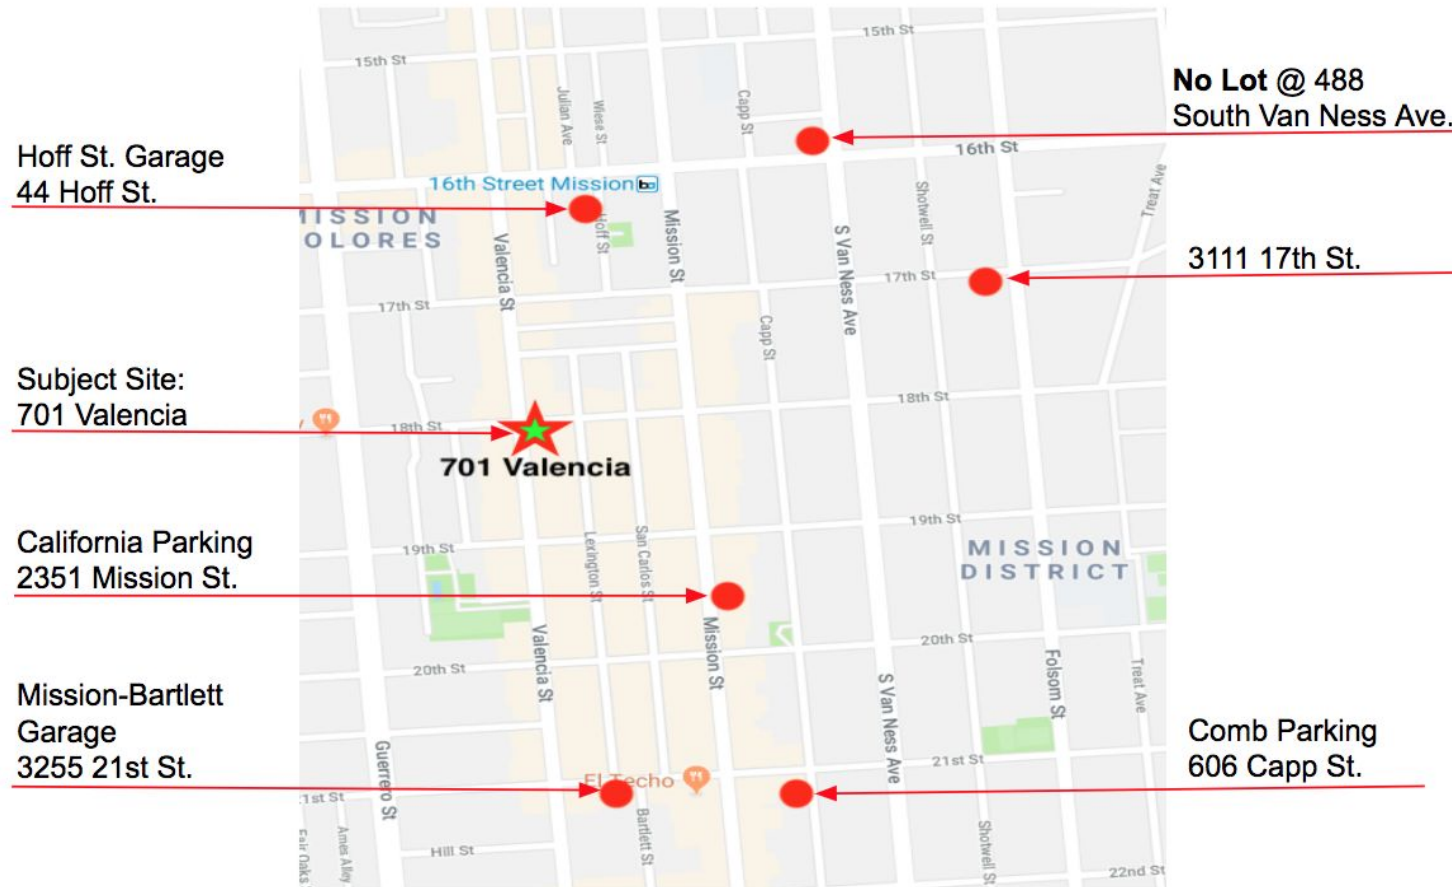 No Lot @ 488
South Van Ness Ave.
Hoff St. Garage
44 Hoff St.
3111 17th St.
Subject Site:
701 Valencia
California Parking
2351 Mission St.
Mission-Bartlett
Garage
3255 21st St.
Comb Parking
606 Capp St.
15th St
15th St
Julian Ave
Wiese St
Capp St
16th St
16th Street Mission
MISSION
DOLORES
Valencia St
Hoff St
Mission St
Shotwell St
Treat Ave
S Van Ness Ave
17th St
17th St
Capp St
18th St
18th St
701 Valencia
19th St
19th St
Lexington St
San Carlos St
MISSION
DISTRICT
Valencia St
Mission St
20th St
20th St
Folsom St
Treat Ave
S Van Ness Ave
Guerrero St
El Techo
21st St
21st St
Bartlett St
Hill St
Ames Alley
Fair Oaks
Shotwell St
22nd St